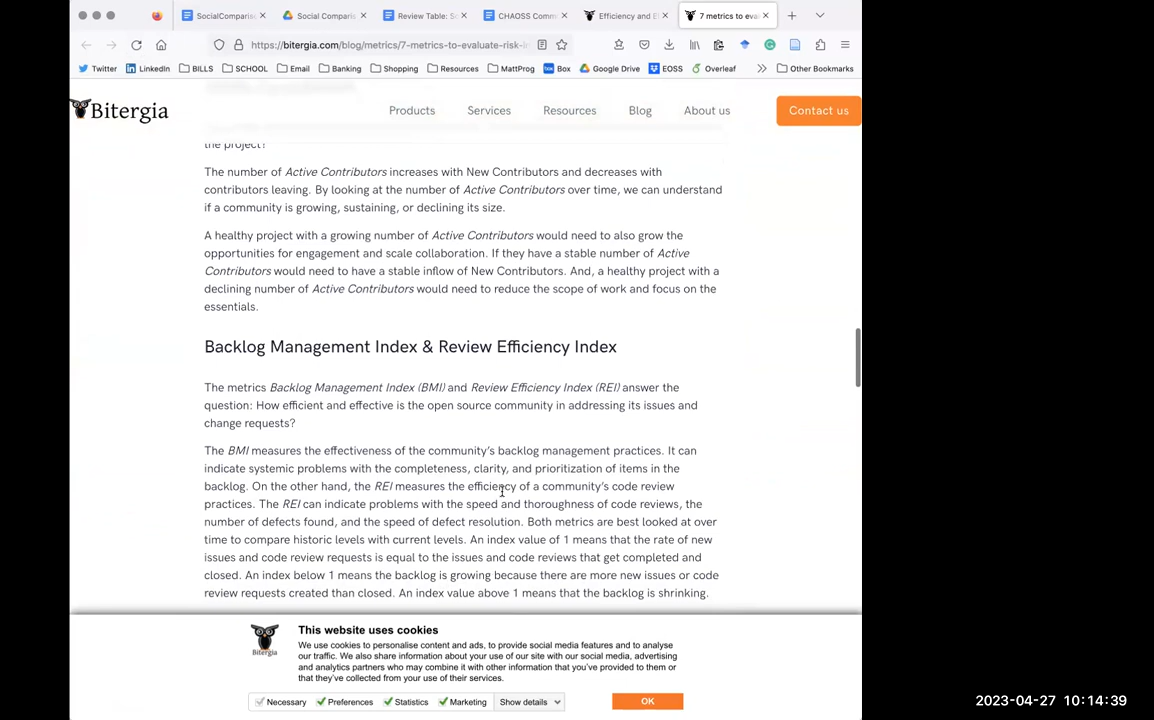 SocialComparis
Social Comparis
Review Table: Sc
CHAOSS Comm
Efficiency and E
7 metrics to eva
https://bitergia.com/blog/metrics/7-metrics-to-evaluate-risk-i
Twitter LinkedIn BILLS SCHOOL Email Banking Shopping Resources MattProg Box Google Drive EOSS Overleaf Other Bookmarks
Bitergia Products Services Resources Blog About us Contact us
the project?
The number of Active Contributors increases with New Contributors and decreases with
contributors leaving. By looking at the number of Active Contributors over time, we can understand
if a community is growing, sustaining, or declining its size.
A healthy project with a growing number of Active Contributors would need to also grow the
opportunities for engagement and scale collaboration. If they have a stable number of Active
Contributors would need to have a stable inflow of New Contributors. And, a healthy project with a
declining number of Active Contributors would need to reduce the scope of work and focus on the
essentials.
Backlog Management Index & Review Efficiency Index
The metrics Backlog Management Index (BMI) and Review Efficiency Index (REI) answer the
question: How efficient and effective is the open source community in addressing its issues and
change requests?
The BMI measures the effectiveness of the community's backlog management practices. It can
indicate systemic problems with the completeness, clarity, and prioritization of items in the
backlog. On the other hand, the REI measures the efficiency of a community's code review
practices. The REI can indicate problems with the speed and thoroughness of code reviews, the
number of defects found, and the speed of defect resolution. Both metrics are best looked at over
time to compare historic levels with current levels. An index value of 1 means that the rate of new
issues and code review requests is equal to the issues and code reviews that get completed and
closed. An index below 1 means the backlog is growing because there are more new issues or code
review requests created than closed. An index value above 1 means that the backlog is shrinking.
This website uses cookies
We use cookies to personalise content and ads, to provide social media features and to analyse
our traffic. We also share information about your use of our site with our social media, advertising
and analytics partners who may combine it with other information that you've provided to them or
that they've collected from your use of their services.
Bitergia
Necessary Preferences Statistics Marketing Show details OK
2023-04-27 10:14:39